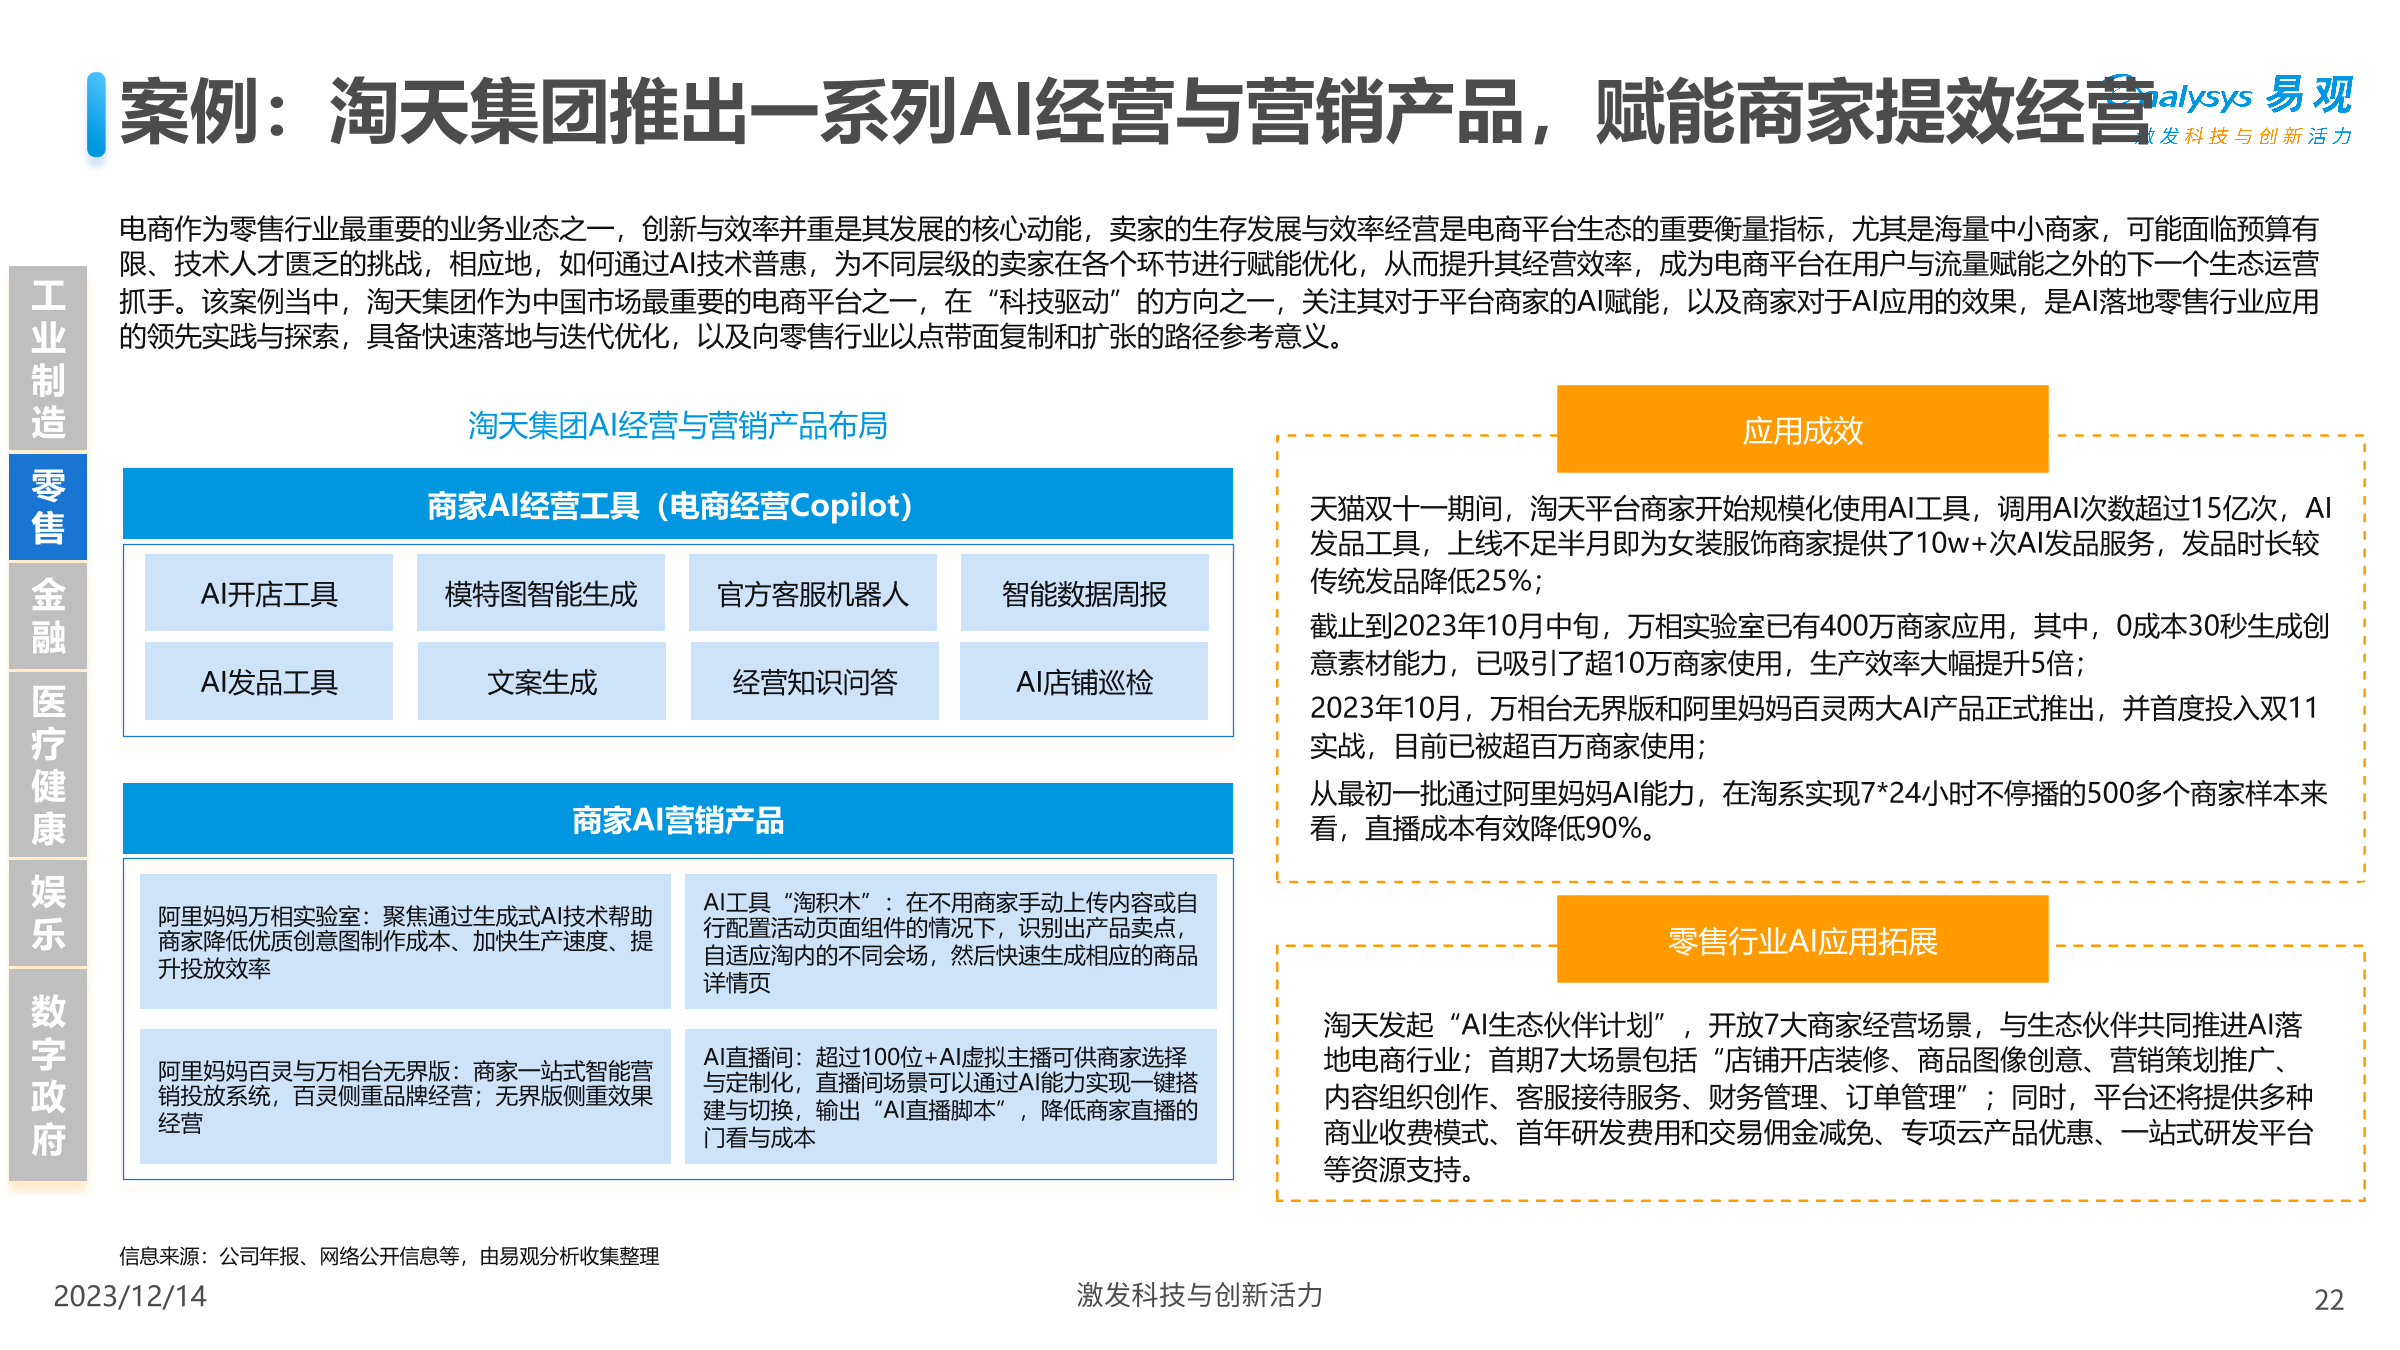 案例：淘天集团推出一系列AI经营与营销产品，赋能商家提效经营
nalysys 易观
激发科技与创新活力
电商作为零售行业最重要的业务业态之一，创新与效率并重是其发展的核心动能，卖家的生存发展与效率经营是电商平台生态的重要衡量指标，尤其是海量中小商家，可能面临预算有
限、技术人才匮乏的挑战，相应地，如何通过AI技术普惠，为不同层级的卖家在各个环节进行赋能优化，从而提升其经营效率，成为电商平台在用户与流量赋能之外的下一个生态运营
抓手。该案例当中，淘天集团作为中国市场最重要的电商平台之一，在“科技驱动”的方向之一，关注其对于平台商家的AI赋能，以及商家对于AI应用的效果，是AI落地零售行业应用
的领先实践与探索，具备快速落地与迭代优化，以及向零售行业以点带面复制和扩张的路径参考意义。
工业制造
零售
金融
医疗健康
娱乐
数字政府
淘天集团AI经营与营销产品布局
商家AI经营工具（电商经营Copilot）
AI开店工具
模特图智能生成
官方客服机器人
智能数据周报
AI发品工具
文案生成
经营知识问答
AI店铺巡检
商家AI营销产品
阿里妈妈万相实验室：聚焦通过生成式AI技术帮助
商家降低优质创意图制作成本、加快生产速度、提
升投放效率
AI工具“淘积木”：在不用商家手动上传内容或自
行配置活动页面组件的情况下，识别出产品卖点，
自适应淘内的不同会场，然后快速生成相应的商品
详情页
阿里妈妈百灵与万相台无界版：商家一站式智能营
销投放系统，百灵侧重品牌经营；无界版侧重效果
经营
AI直播间：超过100位+AI虚拟主播可供商家选择
与定制化，直播间场景可以通过AI能力实现一键搭
建与切换，输出“AI直播脚本”，降低商家直播的
门看与成本
应用成效
天猫双十一期间，淘天平台商家开始规模化使用AI工具，调用AI次数超过15亿次，AI
发品工具，上线不足半月即为女装服饰商家提供了10w+次AI发品服务，发品时长较
传统发品降低25%；
截止到2023年10月中旬，万相实验室已有400万商家应用，其中，0成本30秒生成创
意素材能力，已吸引了超10万商家使用，生产效率大幅提升5倍；
2023年10月，万相台无界版和阿里妈妈百灵两大AI产品正式推出，并首度投入双11
实战，目前已被超百万商家使用；
从最初一批通过阿里妈妈AI能力，在淘系实现7*24小时不停播的500多个商家样本来
看，直播成本有效降低90%。
零售行业AI应用拓展
淘天发起“AI生态伙伴计划”，开放7大商家经营场景，与生态伙伴共同推进AI落
地电商行业；首期7大场景包括“店铺开店装修、商品图像创意、营销策划推广、
内容组织创作、客服接待服务、财务管理、订单管理”；同时，平台还将提供多种
商业收费模式、首年研发费用和交易佣金减免、专项云产品优惠、一站式研发平台
等资源支持。
信息来源：公司年报、网络公开信息等，由易观分析收集整理
2023/12/14
激发科技与创新活力
22